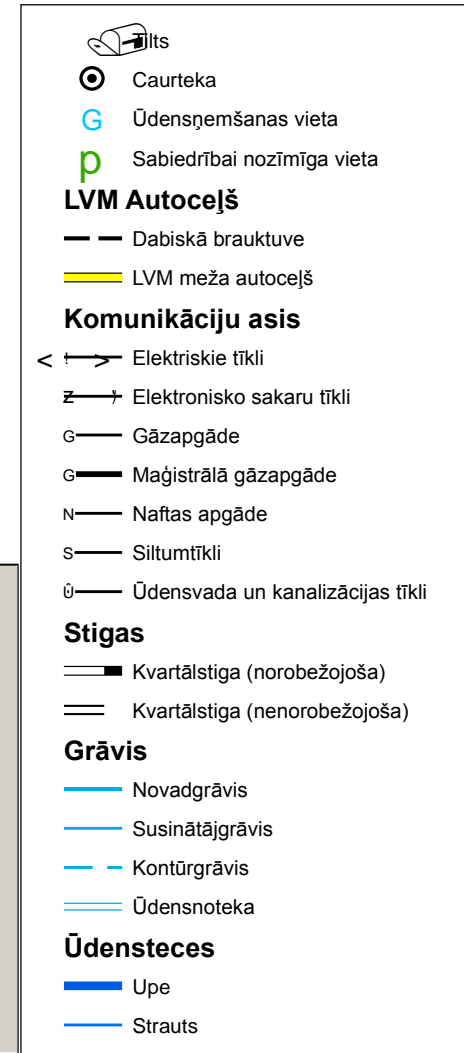 Tilts
Caurteka
G Ūdensņemšanas vieta
p Sabiedrībai nozīmīga vieta
LVM Autoceļš
Dabiskā brauktuve
LVM meža autoceļš
Komunikāciju asis
< ! > Elektriskie tīkli
Z Elektronisko sakaru tīkli
G Gāzapgāde
G Maģistrālā gāzapgāde
N Naftas apgāde
S Siltumtīkli
Ūdensvada un kanalizācijas tīkli
Stigas
Kvartālstiga (norobežojoša)
Kvartālstiga (nenorobežojoša)
Grāvis
Novadgrāvis
Susinātājgrāvis
Kontūrgrāvis
Ūdensnoteka
Ūdensteces
Upe
Strauts